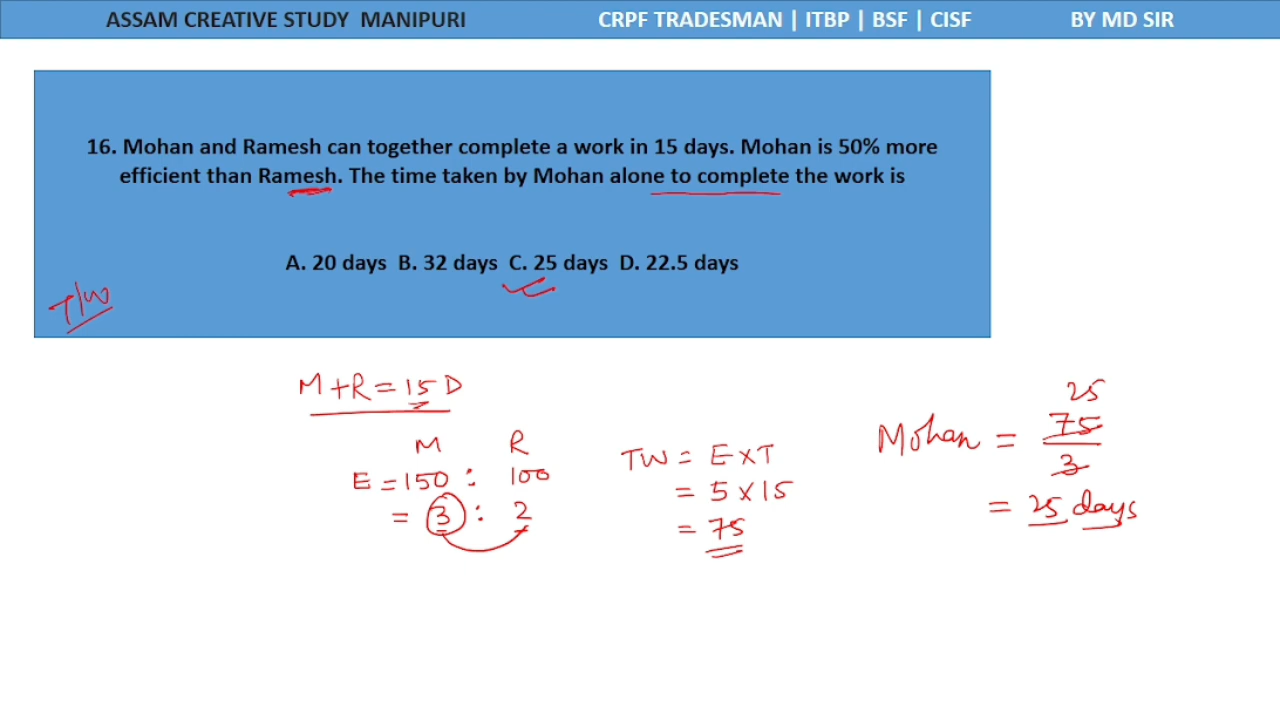 ASSAM CREATIVE STUDY MANIPURI CRPF TRADESMAN | ITBP | BSF | CISF BY MD SIR
16. Mohan and Ramesh can together complete a work in 15 days. Mohan is 50% more
efficient than Ramesh. The time taken by Mohan alone to complete the work is
A. 20 days B. 32 days C. 25 days D. 22.5 days
T/W
M+R = 15 D
M R
E = 150 : 100
= 3 : 2
TW = E x T
= 5 x 15
= 75
25
Mohan = 75
3
= 25 days